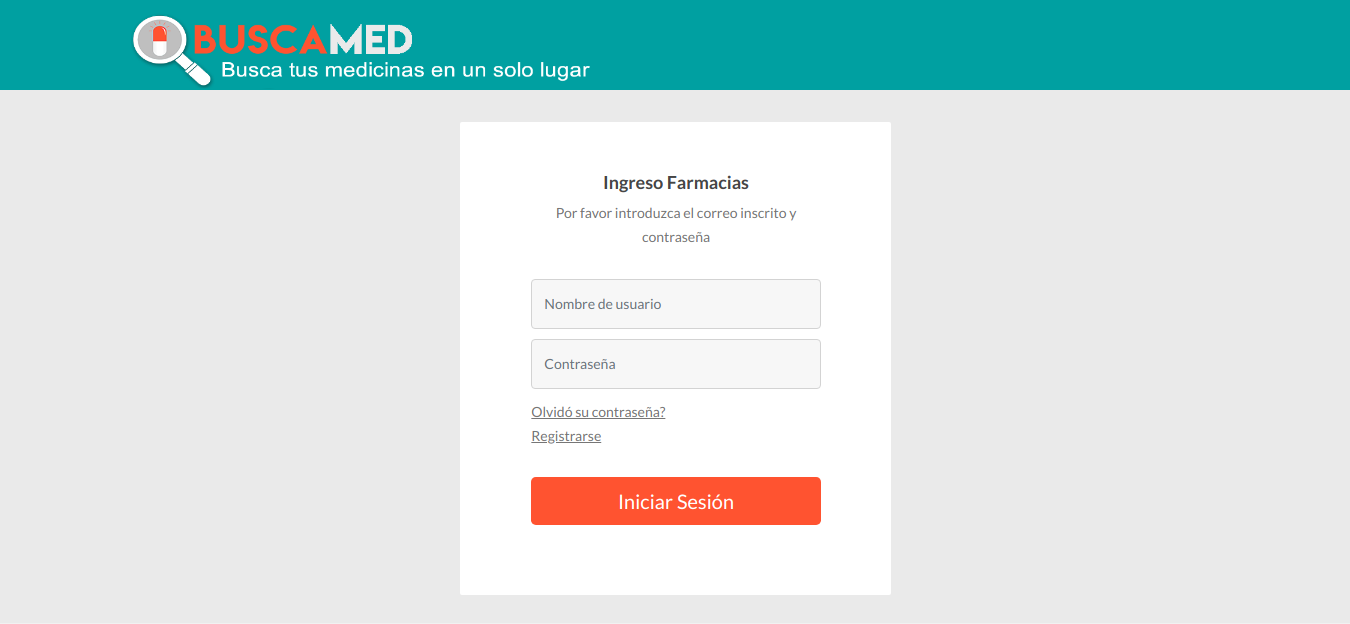 BUSCAMED
Busca tus medicinas en un solo lugar
Ingreso Farmacias
Por favor introduzca el correo inscrito y
contraseña
Nombre de usuario
Contraseña
Olvidó su contraseña?
Registrarse
Iniciar Sesión